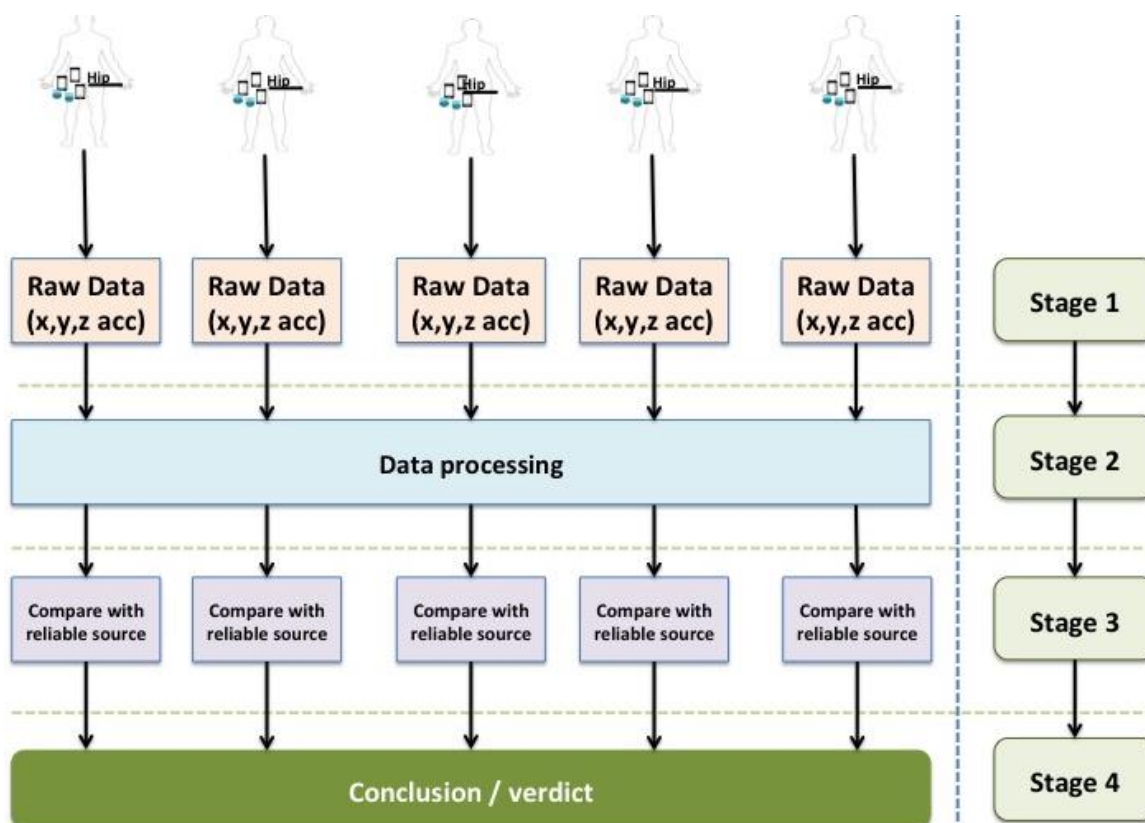 Hip
Hip
Hip
Hip
Hip
Raw Data
(x,y,z acc)
Raw Data
(x,y,z acc)
Raw Data
(x,y,z acc)
Raw Data
(x,y,z acc)
Raw Data
(x,y,z acc)
Stage 1
Data processing
Stage 2
Compare with
reliable source
Compare with
reliable source
Compare with
reliable source
Compare with
reliable source
Compare with
reliable source
Stage 3
Conclusion / verdict
Stage 4